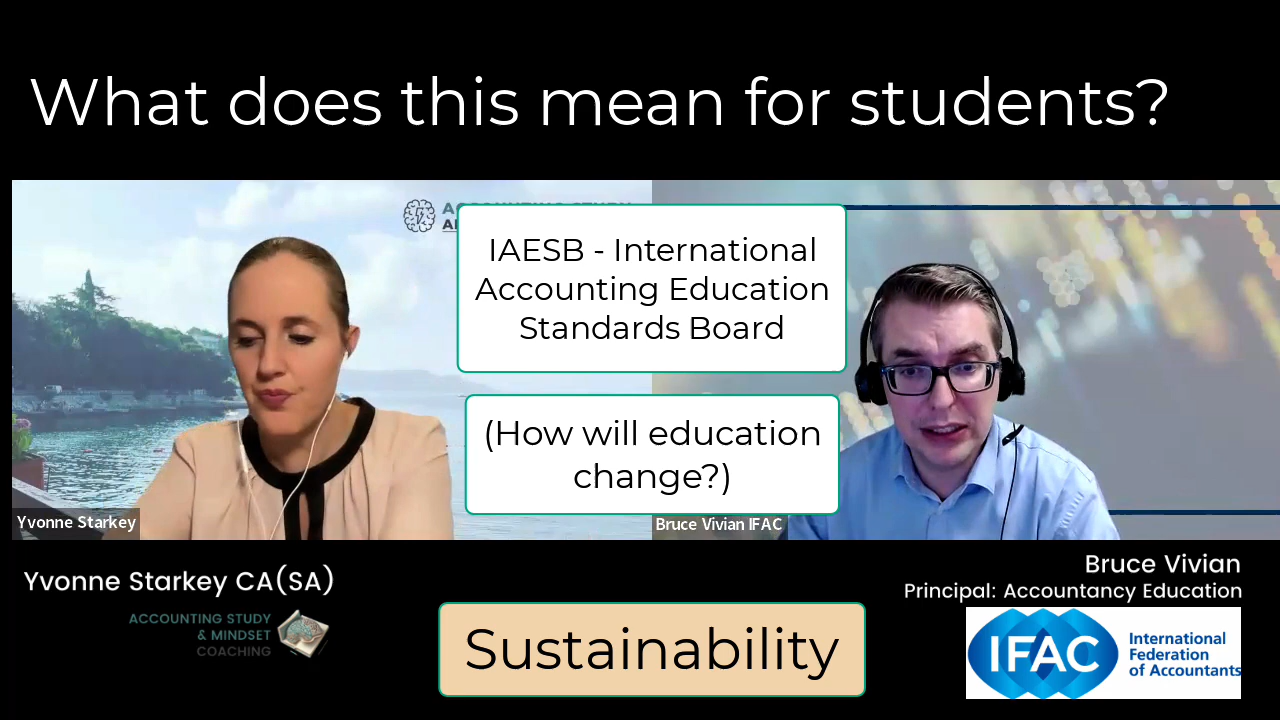 What does this mean for students?
ACCOUNTING STUDY
IAESB - International
Accounting Education
Standards Board
(How will education
change?)
Yvonne Starkey
Bruce Vivian IFAC
Yvonne Starkey CA(SA)
ACCOUNTING STUDY
& MINDSET
COACHING
Sustainability
Bruce Vivian
Principal: Accountancy Education
IFAC
International
Federation
of Accountants